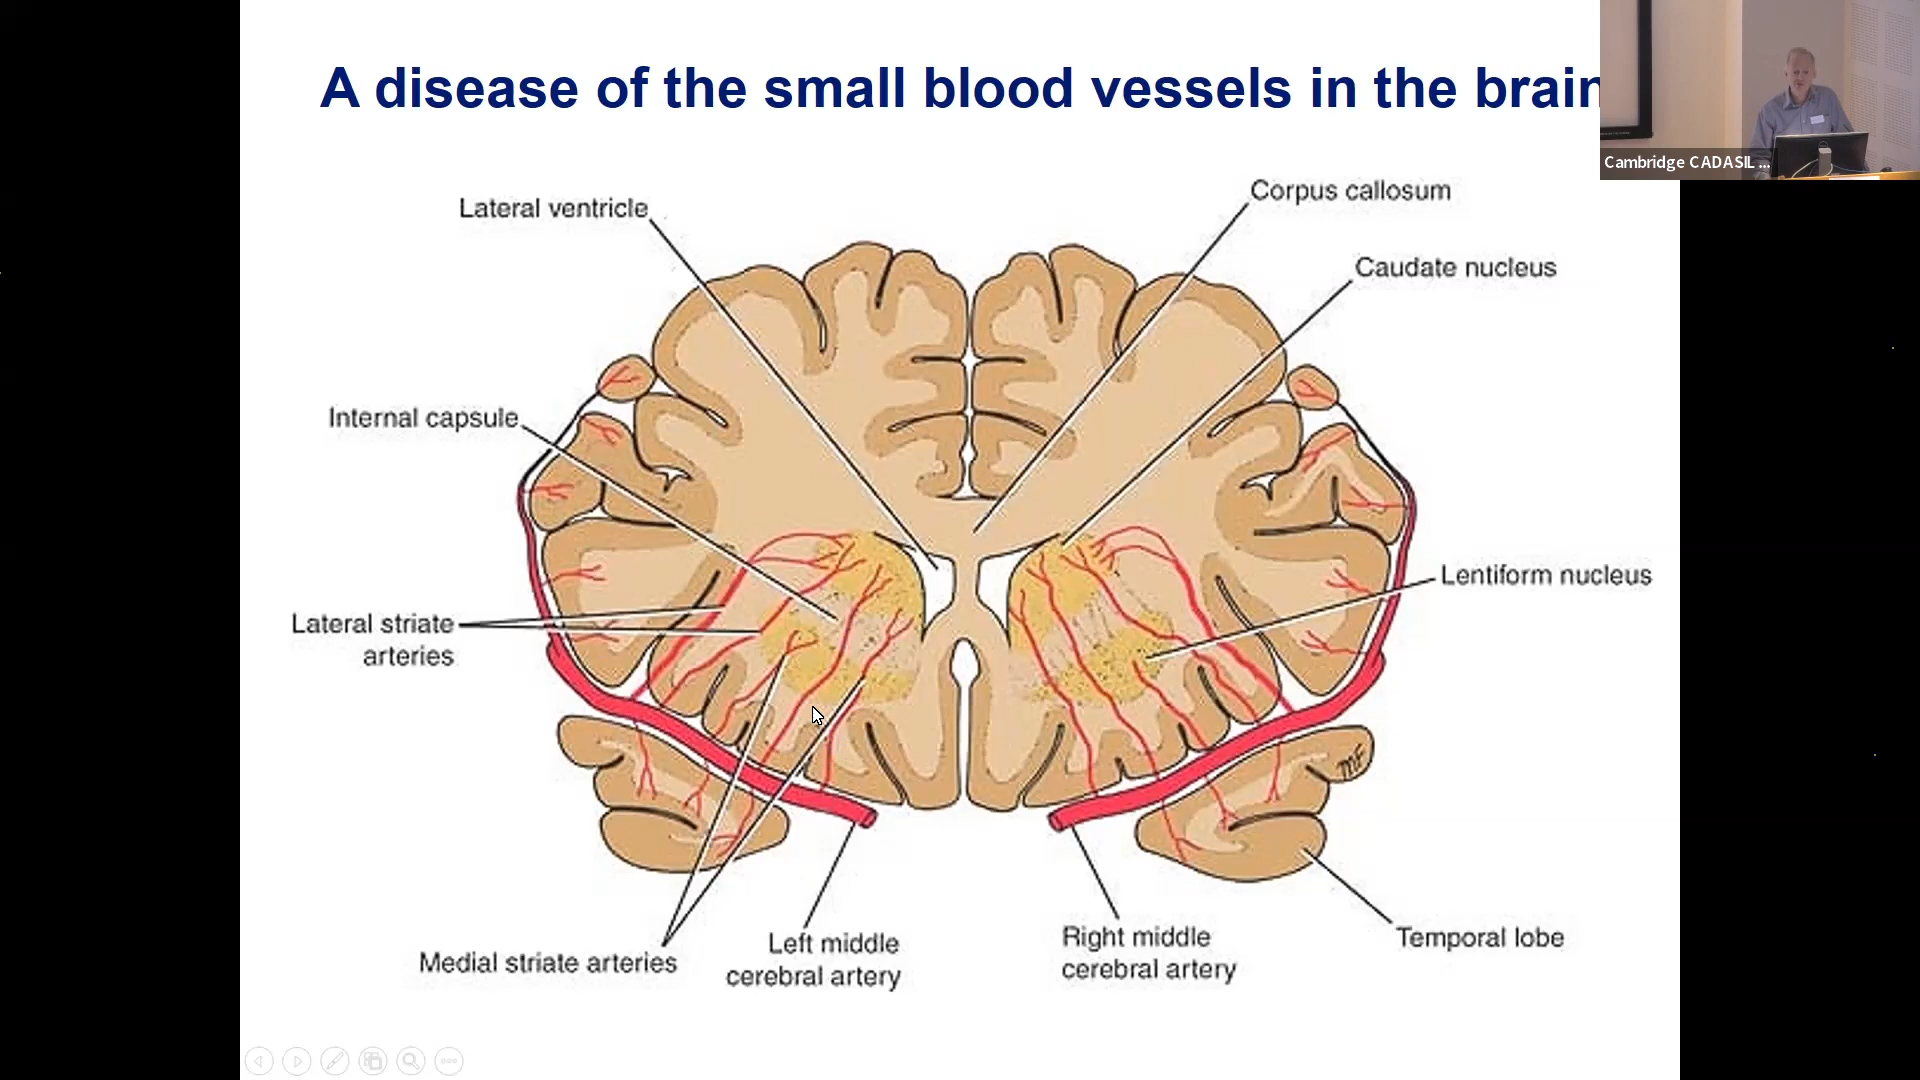 A disease of the small blood vessels in the brain
Cambridge CADASIL ...
Lateral ventricle
Corpus callosum
Caudate nucleus
Internal capsule
Lentiform nucleus
Lateral striate
arteries
Medial striate arteries
Left middle
cerebral artery
Right middle
cerebral artery
Temporal lobe
MF